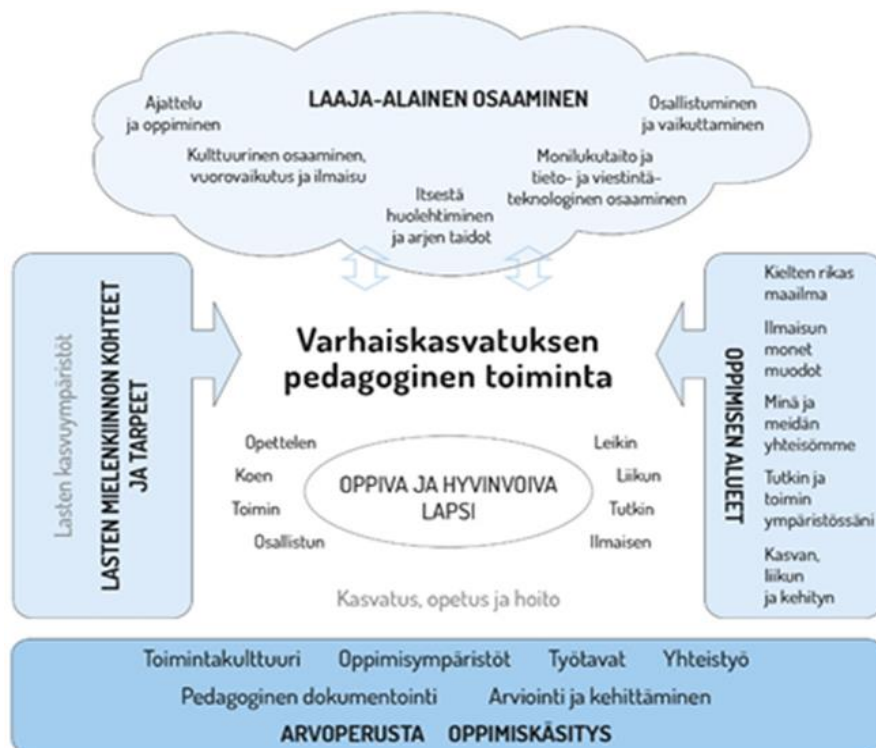 LAAJA-ALAINEN OSAAMINEN
Ajattelu
ja oppiminen
Osallistuminen
ja vaikuttaminen
Kulttuurinen osaaminen,
vuorovaikutus ja ilmaisu
Monilukutaito ja
tieto- ja viestintä-
teknologinen osaaminen
Itsestä
huolehtiminen
ja arjen taidot
Lasten kasvuympäristöt
LASTEN MIELENKIINNON KOHTEET
JA TARPEET
Varhaiskasvatuksen
pedagoginen toiminta
Opettelen
Koen
Toimin
Osallistun
OPPIVA JA HYVINVOIVA
LAPSI
Leikin
Liikun
Tutkin
Ilmaisen
Kasvatus, opetus ja hoito
OPPIMISEN ALUEET
Kielten rikas
maailma
Ilmaisun
monet
muodot
Minä ja
meidän
yhteisömme
Tutkin ja
toimin
ympäristössäni
Kasvan,
liikun
ja kehityn
Toimintakulttuuri Oppimisympäristöt Työtavat Yhteistyö
Pedagoginen dokumentointi Arviointi ja kehittäminen
ARVOPERUSTA OPPIMISKÄSITYS